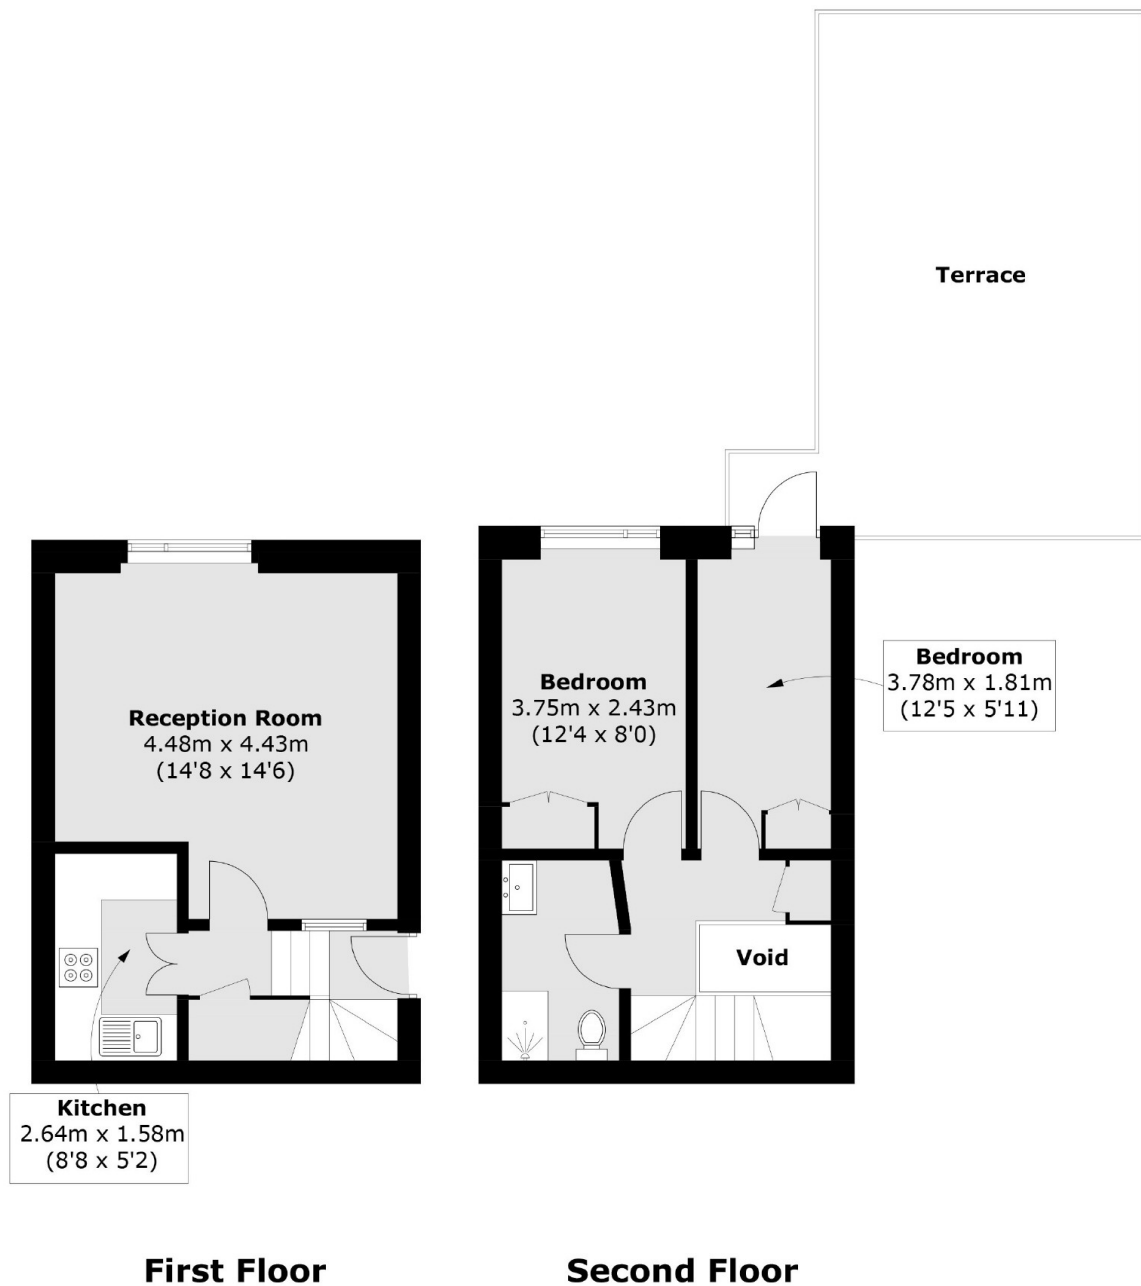 Terrace
Bedroom
3.78m x 1.81m
(12'5 x 5'11)
Bedroom
3.75m x 2.43m
(12'4 x 8'0)
Reception Room
4.48m x 4.43m
(14'8 x 14'6)
Void
Kitchen
2.64m x 1.58m
(8'8 x 5'2)
First Floor
Second Floor